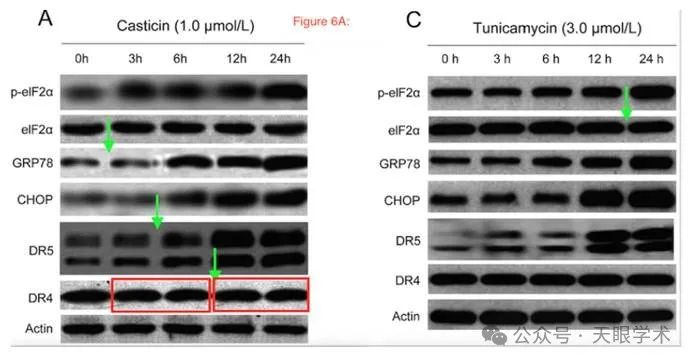 A
Figure 6A:
Casticin (1.0 μmol/L)
0h 3h 6h 12h 24h
p-eIF2α
eIF2α
GRP78
CHOP
DR5
DR4
Actin
C
Tunicamycin (3.0 μmol/L)
0 h 3 h 6 h 12 h 24 h
p-eIF2α
eIF2α
GRP78
CHOP
DR5
DR4
Actin
公众号 · 天眼学术